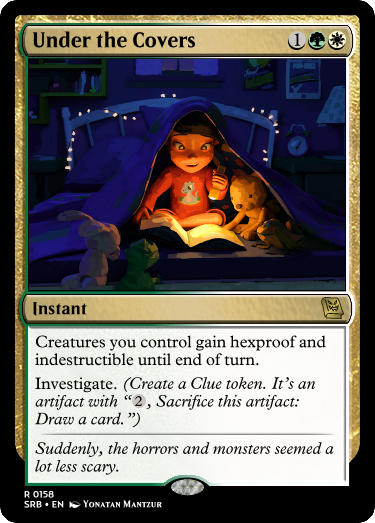 Under the Covers 1
Instant
Creatures you control gain hexproof and
indestructible until end of turn.
Investigate. (Create a Clue token. It's an
artifact with “2, Sacrifice this artifact:
Draw a card.”)
Suddenly, the horrors and monsters seemed a
lot less scary.
R 0158
SRB • EN Yonatan Mantzur